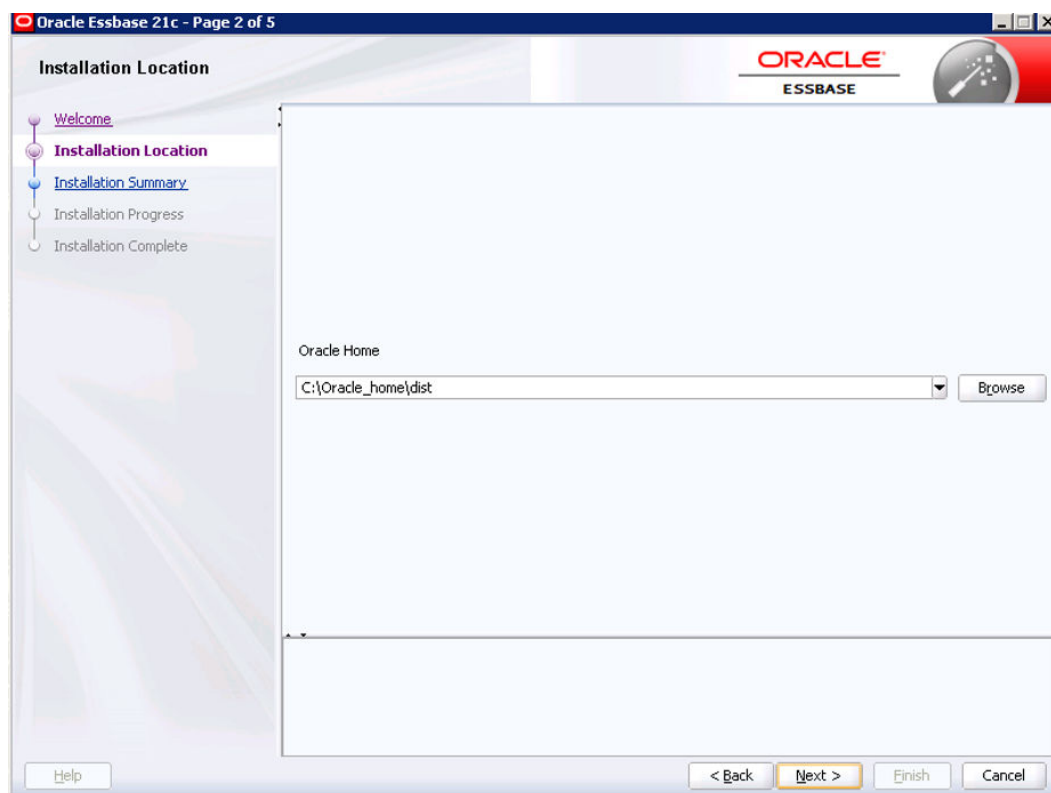 Oracle Essbase 21c - Page 2 of 5
Installation Location
ORACLE
ESSBASE
Welcome
Installation Location
Installation Summary
Installation Progress
Installation Complete
Oracle Home
C:\Oracle_home\dist
Browse
Help
< Back
Next >
Finish
Cancel